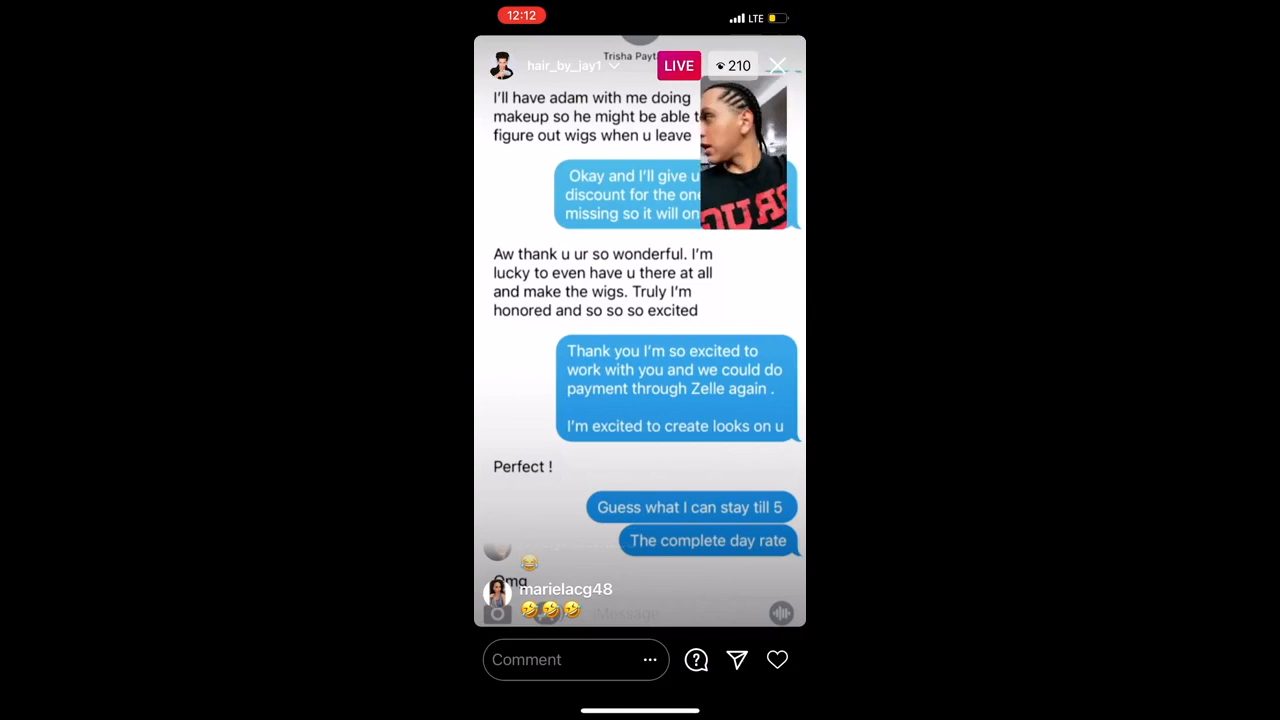 12:12
LTE
Trisha Payt
hair_by_jay1
LIVE
210
I'll have adam with me doing
makeup so he might be able t
figure out wigs when u leave
Okay and I'll give u
discount for the one
missing so it will on
Aw thank u ur so wonderful. I'm
lucky to even have u there at all
and make the wigs. Truly I'm
honored and so so so excited
Thank you I'm so excited to
work with you and we could do
payment through Zelle again .
I'm excited to create looks on u
Perfect !
Guess what I can stay till 5
The complete day rate
😂
Omg
marielacg48
🤣🤣🤣
iMessage
Comment